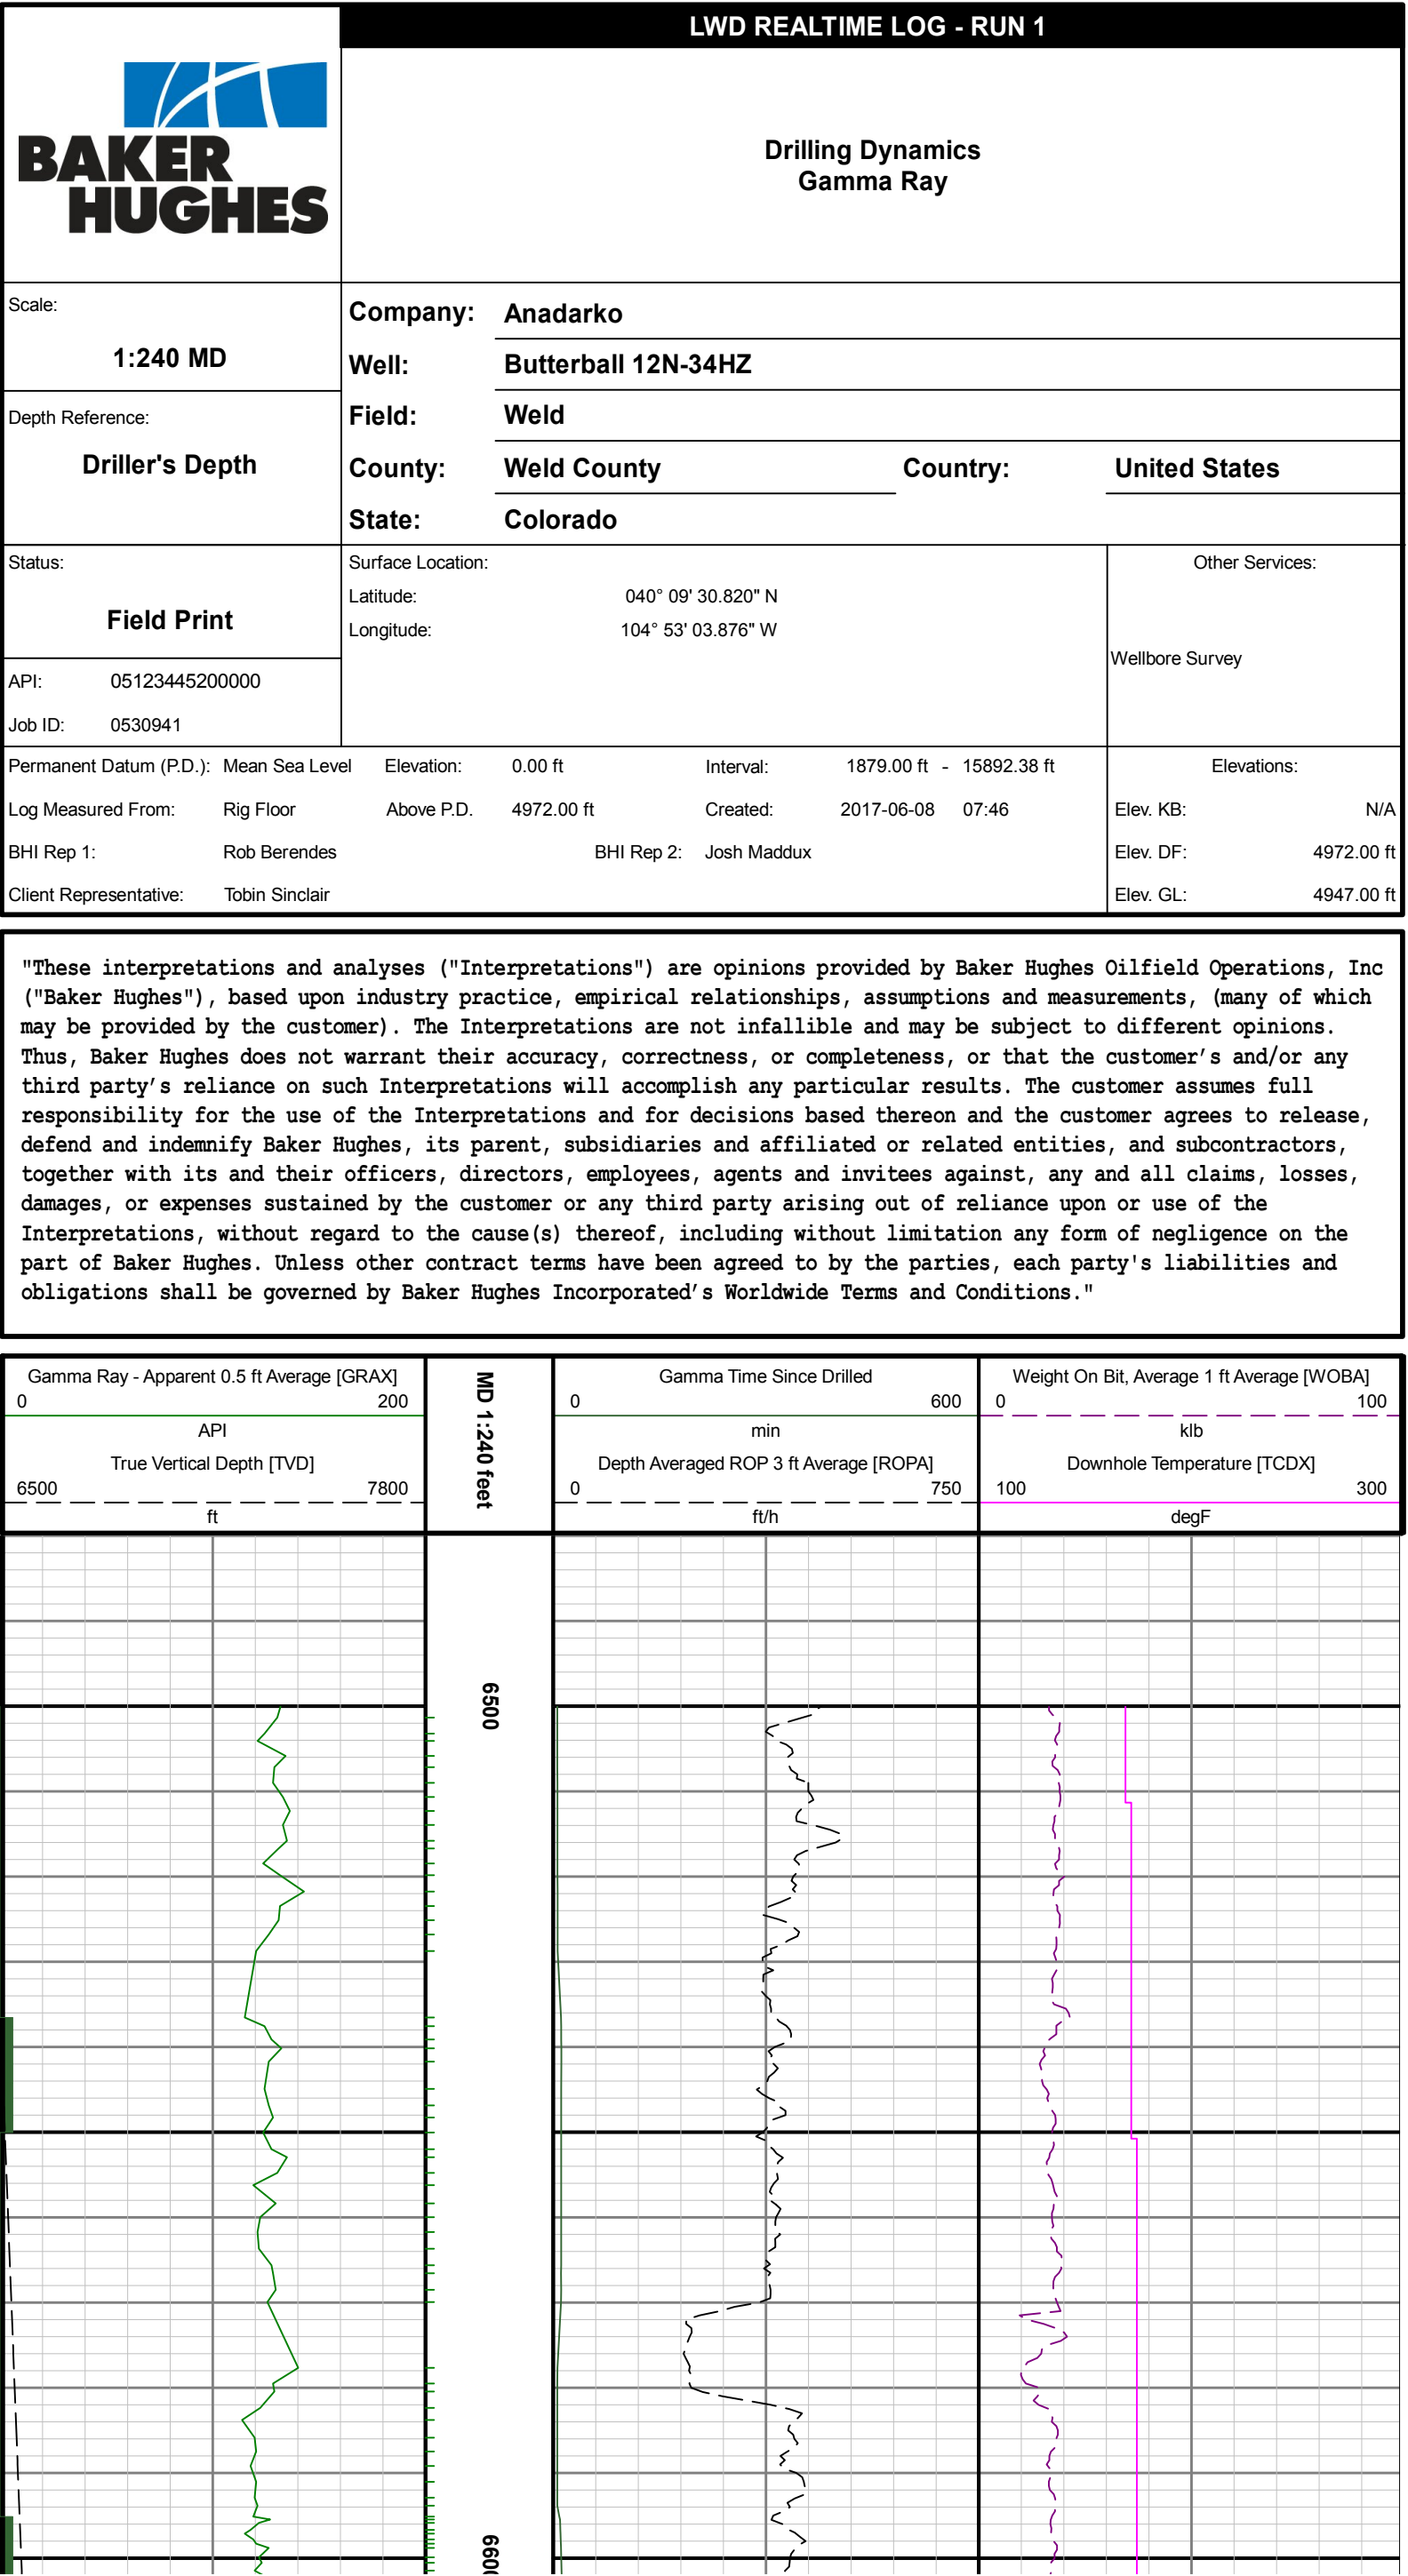 LWD REALTIME LOG - RUN 1
BAKER
HUGHES
Drilling Dynamics
Gamma Ray
Scale:
1:240 MD
Depth Reference:
Driller's Depth
Company: Anadarko
Well: Butterball 12N-34HZ
Field: Weld
County: Weld County Country: United States
State: Colorado
Status:
Field Print
API: 05123445200000
Job ID: 0530941
Surface Location:
Latitude: 040° 09' 30.820" N
Longitude: 104° 53' 03.876" W
Other Services:
Wellbore Survey
Permanent Datum (P.D.): Mean Sea Level Elevation: 0.00 ft Interval: 1879.00 ft - 15892.38 ft
Log Measured From: Rig Floor Above P.D. 4972.00 ft Created: 2017-06-08 07:46
BHI Rep 1: Rob Berendes BHI Rep 2: Josh Maddux
Client Representative: Tobin Sinclair
Elevations:
Elev. KB: N/A
Elev. DF: 4972.00 ft
Elev. GL: 4947.00 ft
"These interpretations and analyses ("Interpretations") are opinions provided by Baker Hughes Oilfield Operations, Inc
("Baker Hughes"), based upon industry practice, empirical relationships, assumptions and measurements, (many of which
may be provided by the customer). The Interpretations are not infallible and may be subject to different opinions.
Thus, Baker Hughes does not warrant their accuracy, correctness, or completeness, or that the customer's and/or any
third party's reliance on such Interpretations will accomplish any particular results. The customer assumes full
responsibility for the use of the Interpretations and for decisions based thereon and the customer agrees to release,
defend and indemnify Baker Hughes, its parent, subsidiaries and affiliated or related entities, and subcontractors,
together with its and their officers, directors, employees, agents and invitees against, any and all claims, losses,
damages, or expenses sustained by the customer or any third party arising out of reliance upon or use of the
Interpretations, without regard to the cause(s) thereof, including without limitation any form of negligence on the
part of Baker Hughes. Unless other contract terms have been agreed to by the parties, each party's liabilities and
obligations shall be governed by Baker Hughes Incorporated's Worldwide Terms and Conditions."
Gamma Ray - Apparent 0.5 ft Average [GRAX]
0 200
API
True Vertical Depth [TVD]
6500 7800
ft
MD 1:240 feet
Gamma Time Since Drilled
0 600
min
Depth Averaged ROP 3 ft Average [ROPA]
0 750
ft/h
Weight On Bit, Average 1 ft Average [WOBA]
0 100
klb
Downhole Temperature [TCDX]
100 300
degF
6500
6600